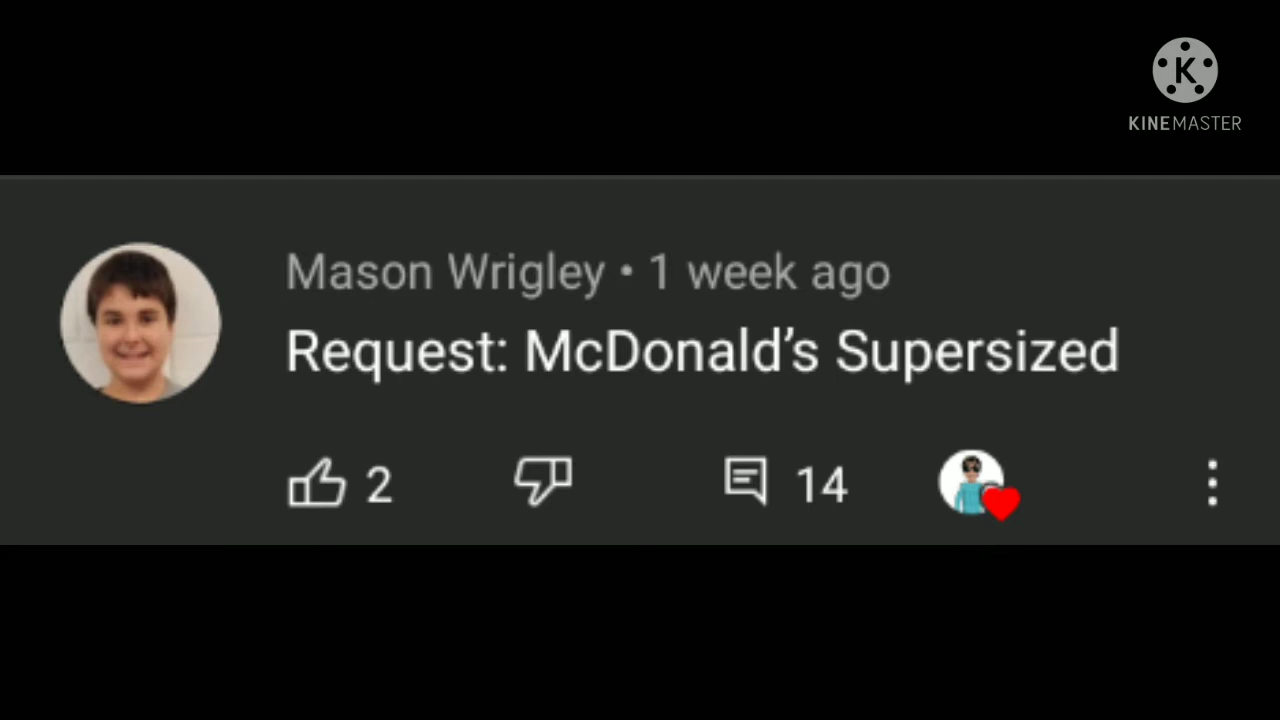 KINEMASTER
Mason Wrigley • 1 week ago
Request: McDonald’s Supersized
2 14